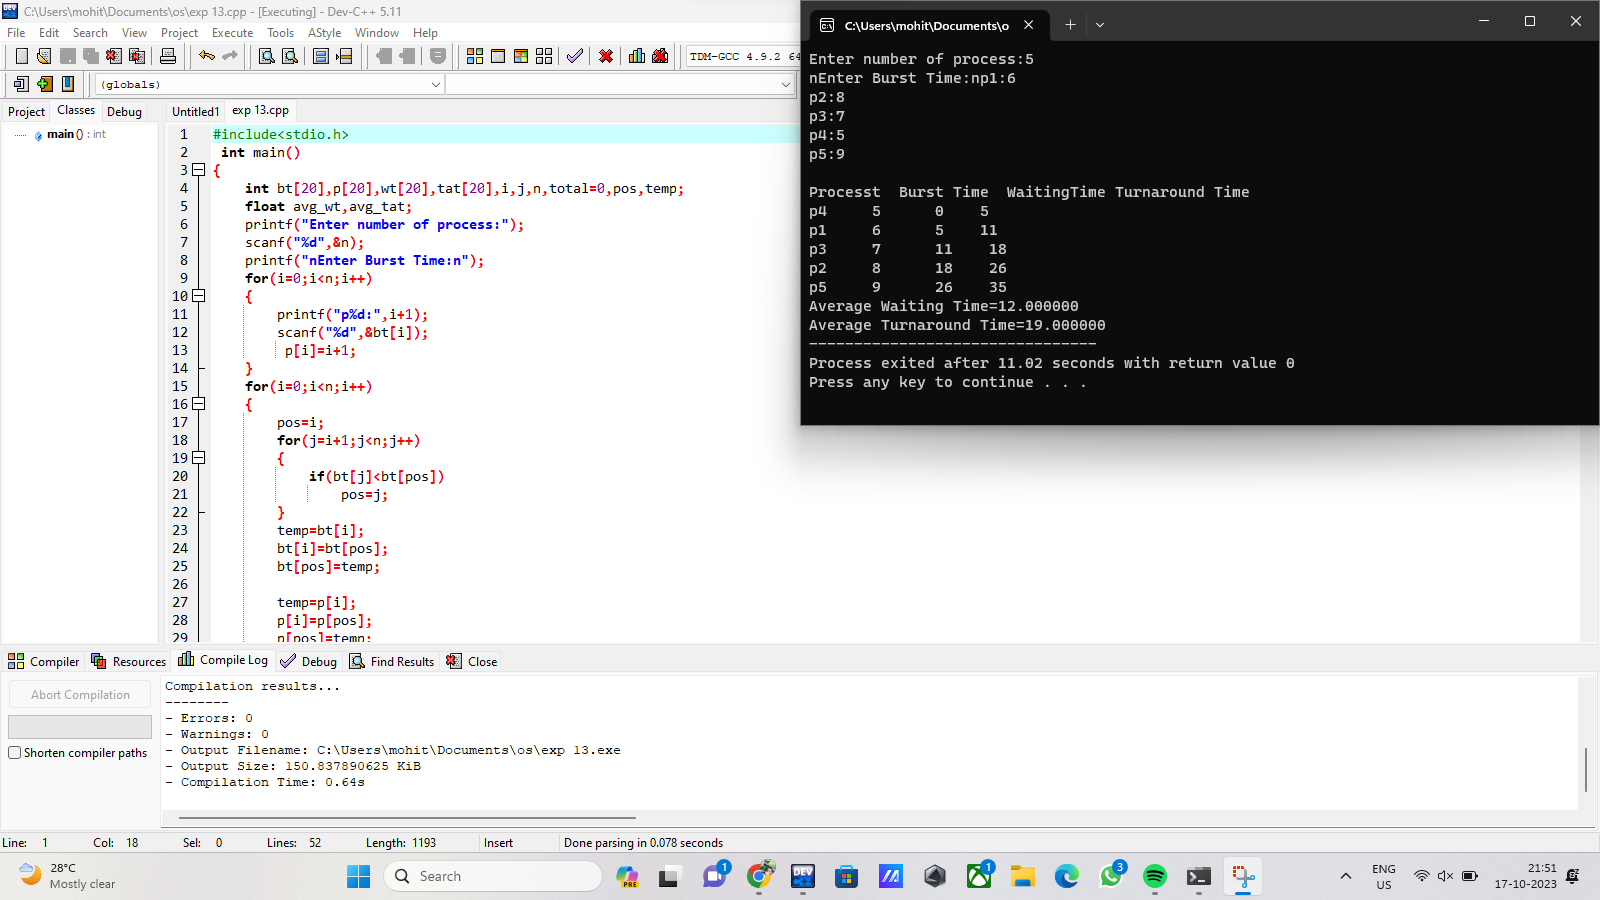 C:\Users\mohit\Documents\os\exp 13.cpp - [Executing] - Dev-C++ 5.11
File Edit Search View Project Execute Tools AStyle Window Help
TDM-GCC 4.9.2 64
(globals)
Project Classes Debug
main () : int
Untitled1 exp 13.cpp
1 #include<stdio.h>
2 int main()
3 {
4 int bt[20],p[20],wt[20],tat[20],i,j,n,total=0,pos,temp;
5 float avg_wt,avg_tat;
6 printf("Enter number of process:");
7 scanf("%d",&n);
8 printf("nEnter Burst Time:n");
9 for(i=0;i<n;i++)
10 {
11 printf("p%d:",i+1);
12 scanf("%d",&bt[i]);
13 p[i]=i+1;
14 }
15 for(i=0;i<n;i++)
16 {
17 pos=i;
18 for(j=i+1;j<n;j++)
19 {
20 if(bt[j]<bt[pos])
21 pos=j;
22 }
23 temp=bt[i];
24 bt[i]=bt[pos];
25 bt[pos]=temp;
26
27 temp=p[i];
28 p[i]=p[pos];
29 p[pos]=temp;
C:\Users\mohit\Documents\o
Enter number of process:5
nEnter Burst Time:np1:6
p2:8
p3:7
p4:5
p5:9
Processt Burst Time WaitingTime Turnaround Time
p4 5 0 5
p1 6 5 11
p3 7 11 18
p2 8 18 26
p5 9 26 35
Average Waiting Time=12.000000
Average Turnaround Time=19.000000
--------------------------------
Process exited after 11.02 seconds with return value 0
Press any key to continue . . .
Compiler Resources Compile Log Debug Find Results Close
Abort Compilation
Shorten compiler paths
Compilation results...
--------
- Errors: 0
- Warnings: 0
- Output Filename: C:\Users\mohit\Documents\os\exp 13.exe
- Output Size: 150.837890625 KiB
- Compilation Time: 0.64s
Line: 1 Col: 18 Sel: 0 Lines: 52 Length: 1193 Insert Done parsing in 0.078 seconds
28°C
Mostly clear
Search
PRE
1
DEV
1
3
ENG
US
21:51
17-10-2023